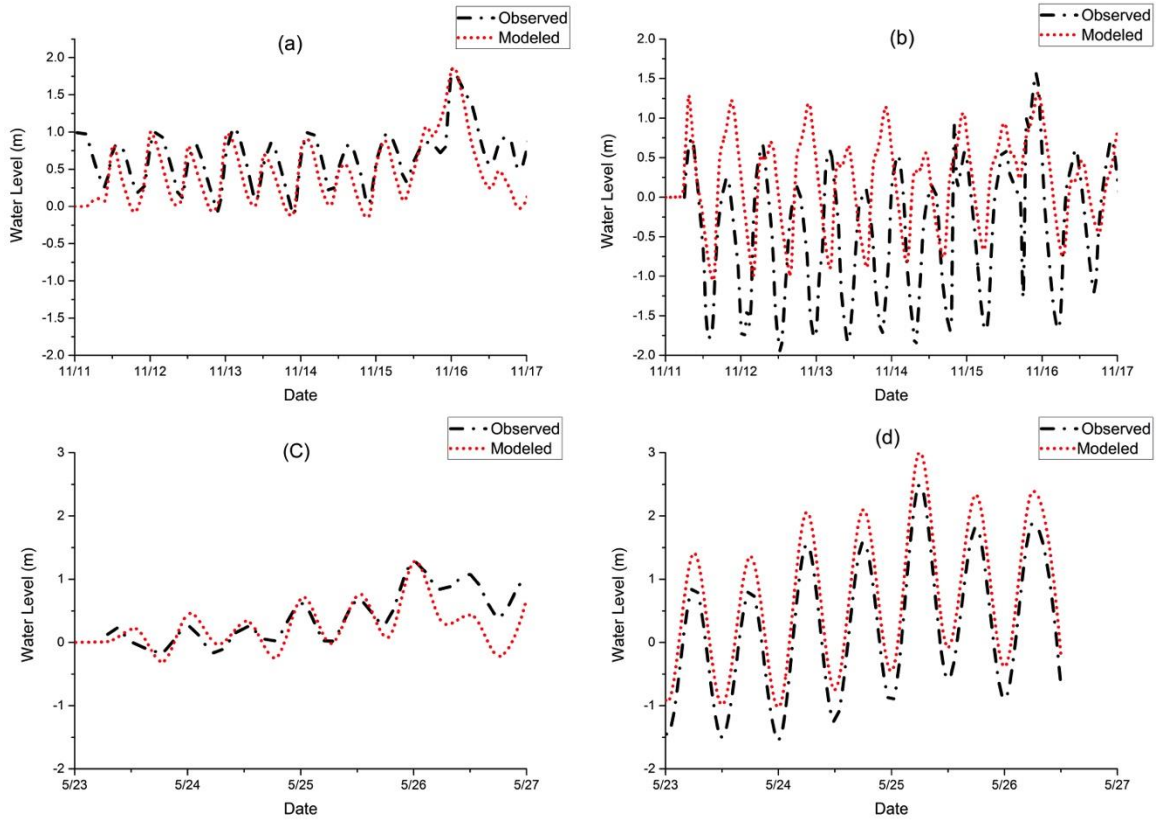 (a)
Observed
Modeled
Water Level (m)
2.0
1.5
1.0
0.5
0.0
-0.5
-1.0
-1.5
-2.0
11/11 11/12 11/13 11/14 11/15 11/16 11/17
Date
(b)
Observed
Modeled
Water Level (m)
2.0
1.5
1.0
0.5
0.0
-0.5
-1.0
-1.5
-2.0
11/11 11/12 11/13 11/14 11/15 11/16 11/17
Date
(C)
Observed
Modeled
Water Level (m)
3
2
1
0
-1
-2
5/23 5/24 5/25 5/26 5/27
Date
(d)
Observed
Modeled
Water Level (m)
3
2
1
0
-1
-2
5/23 5/24 5/25 5/26 5/27
Date